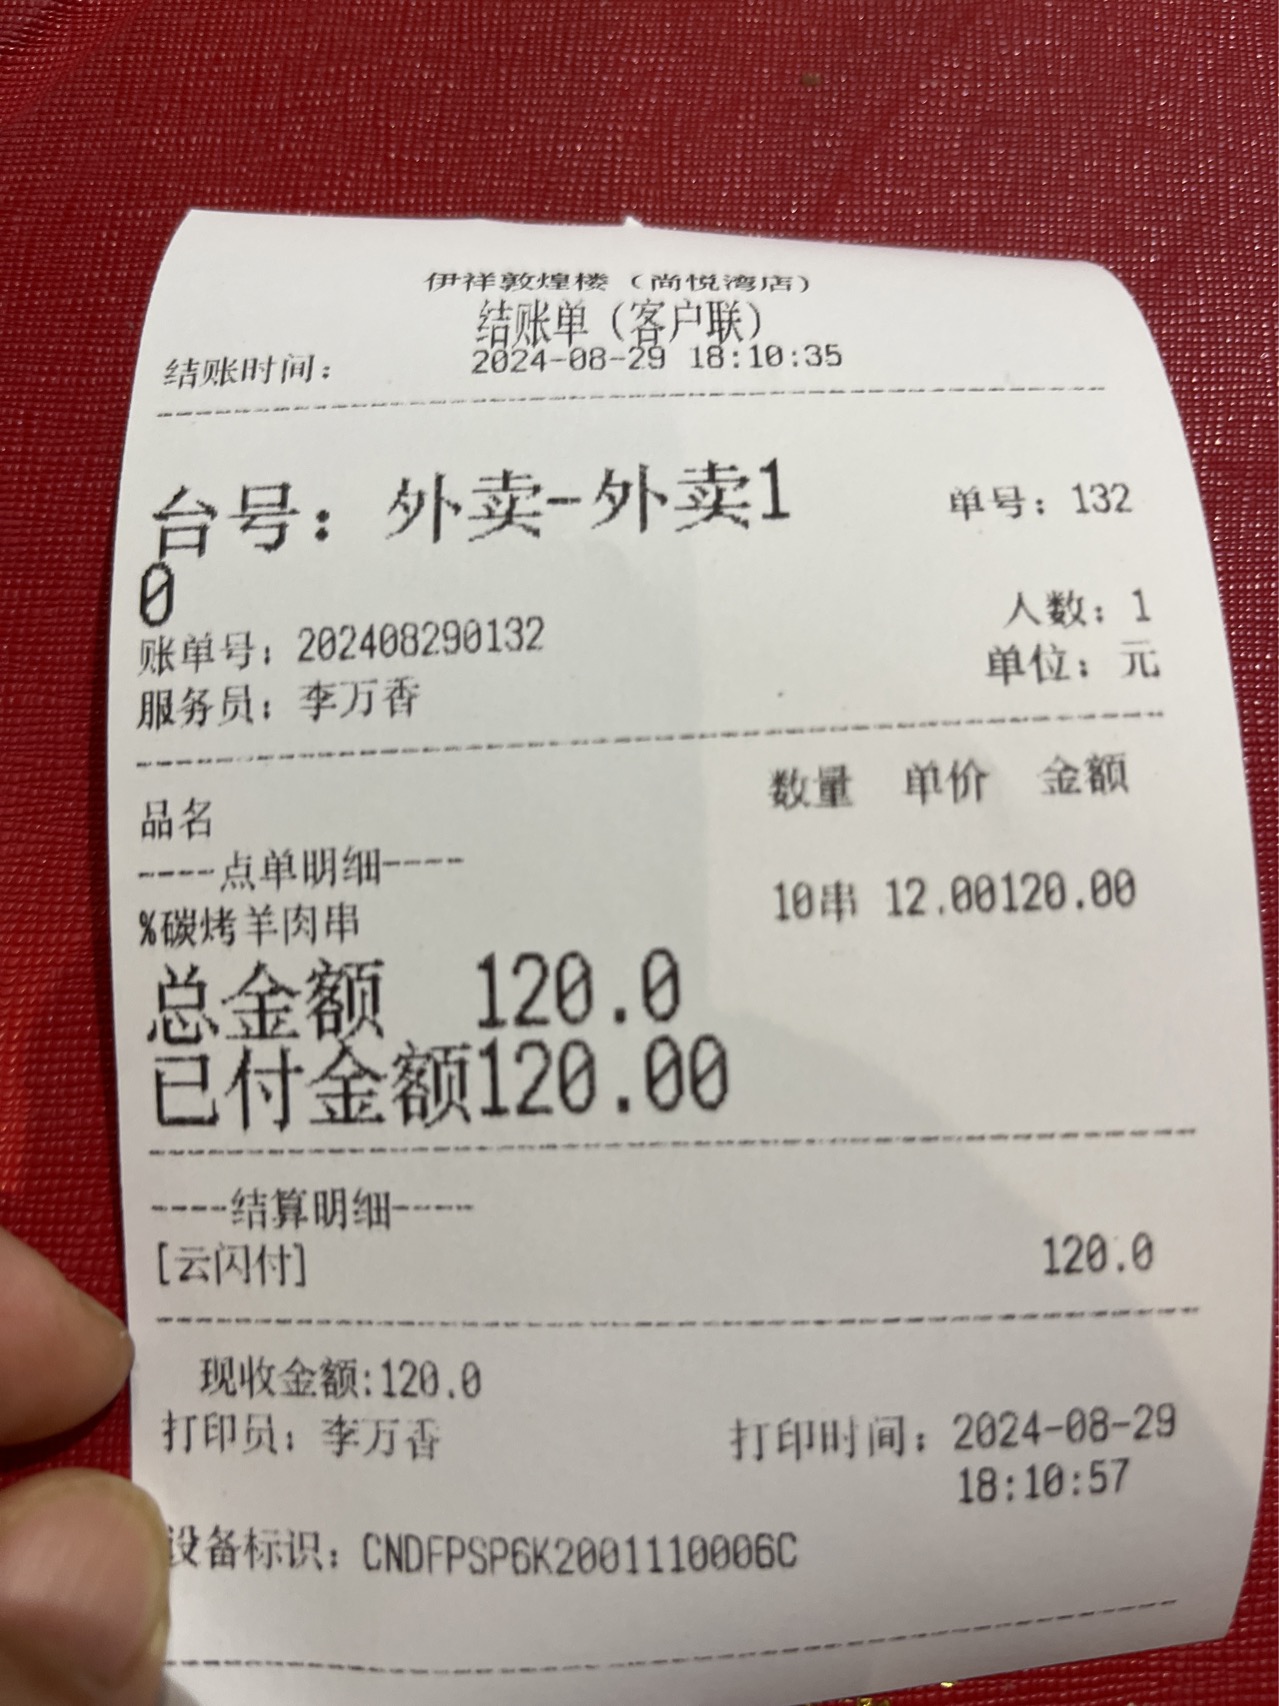 伊祥敦煌楼（尚悦湾店）
结账单（客户联）
结账时间： 2024-08-29 18:10:35
台号：外卖-外卖1 单号：132
0
账单号：202408290132 人数：1
服务员：李万香 单位：元
品名 数量 单价 金额
----点单明细----
%碳烤羊肉串 10串 12.00120.00
总金额 120.0
已付金额120.00
----结算明细----
[云闪付] 120.0
现收金额:120.0
打印员：李万香 打印时间：2024-08-29
18:10:57
设备标识：CNDFPSP6K2001110006C